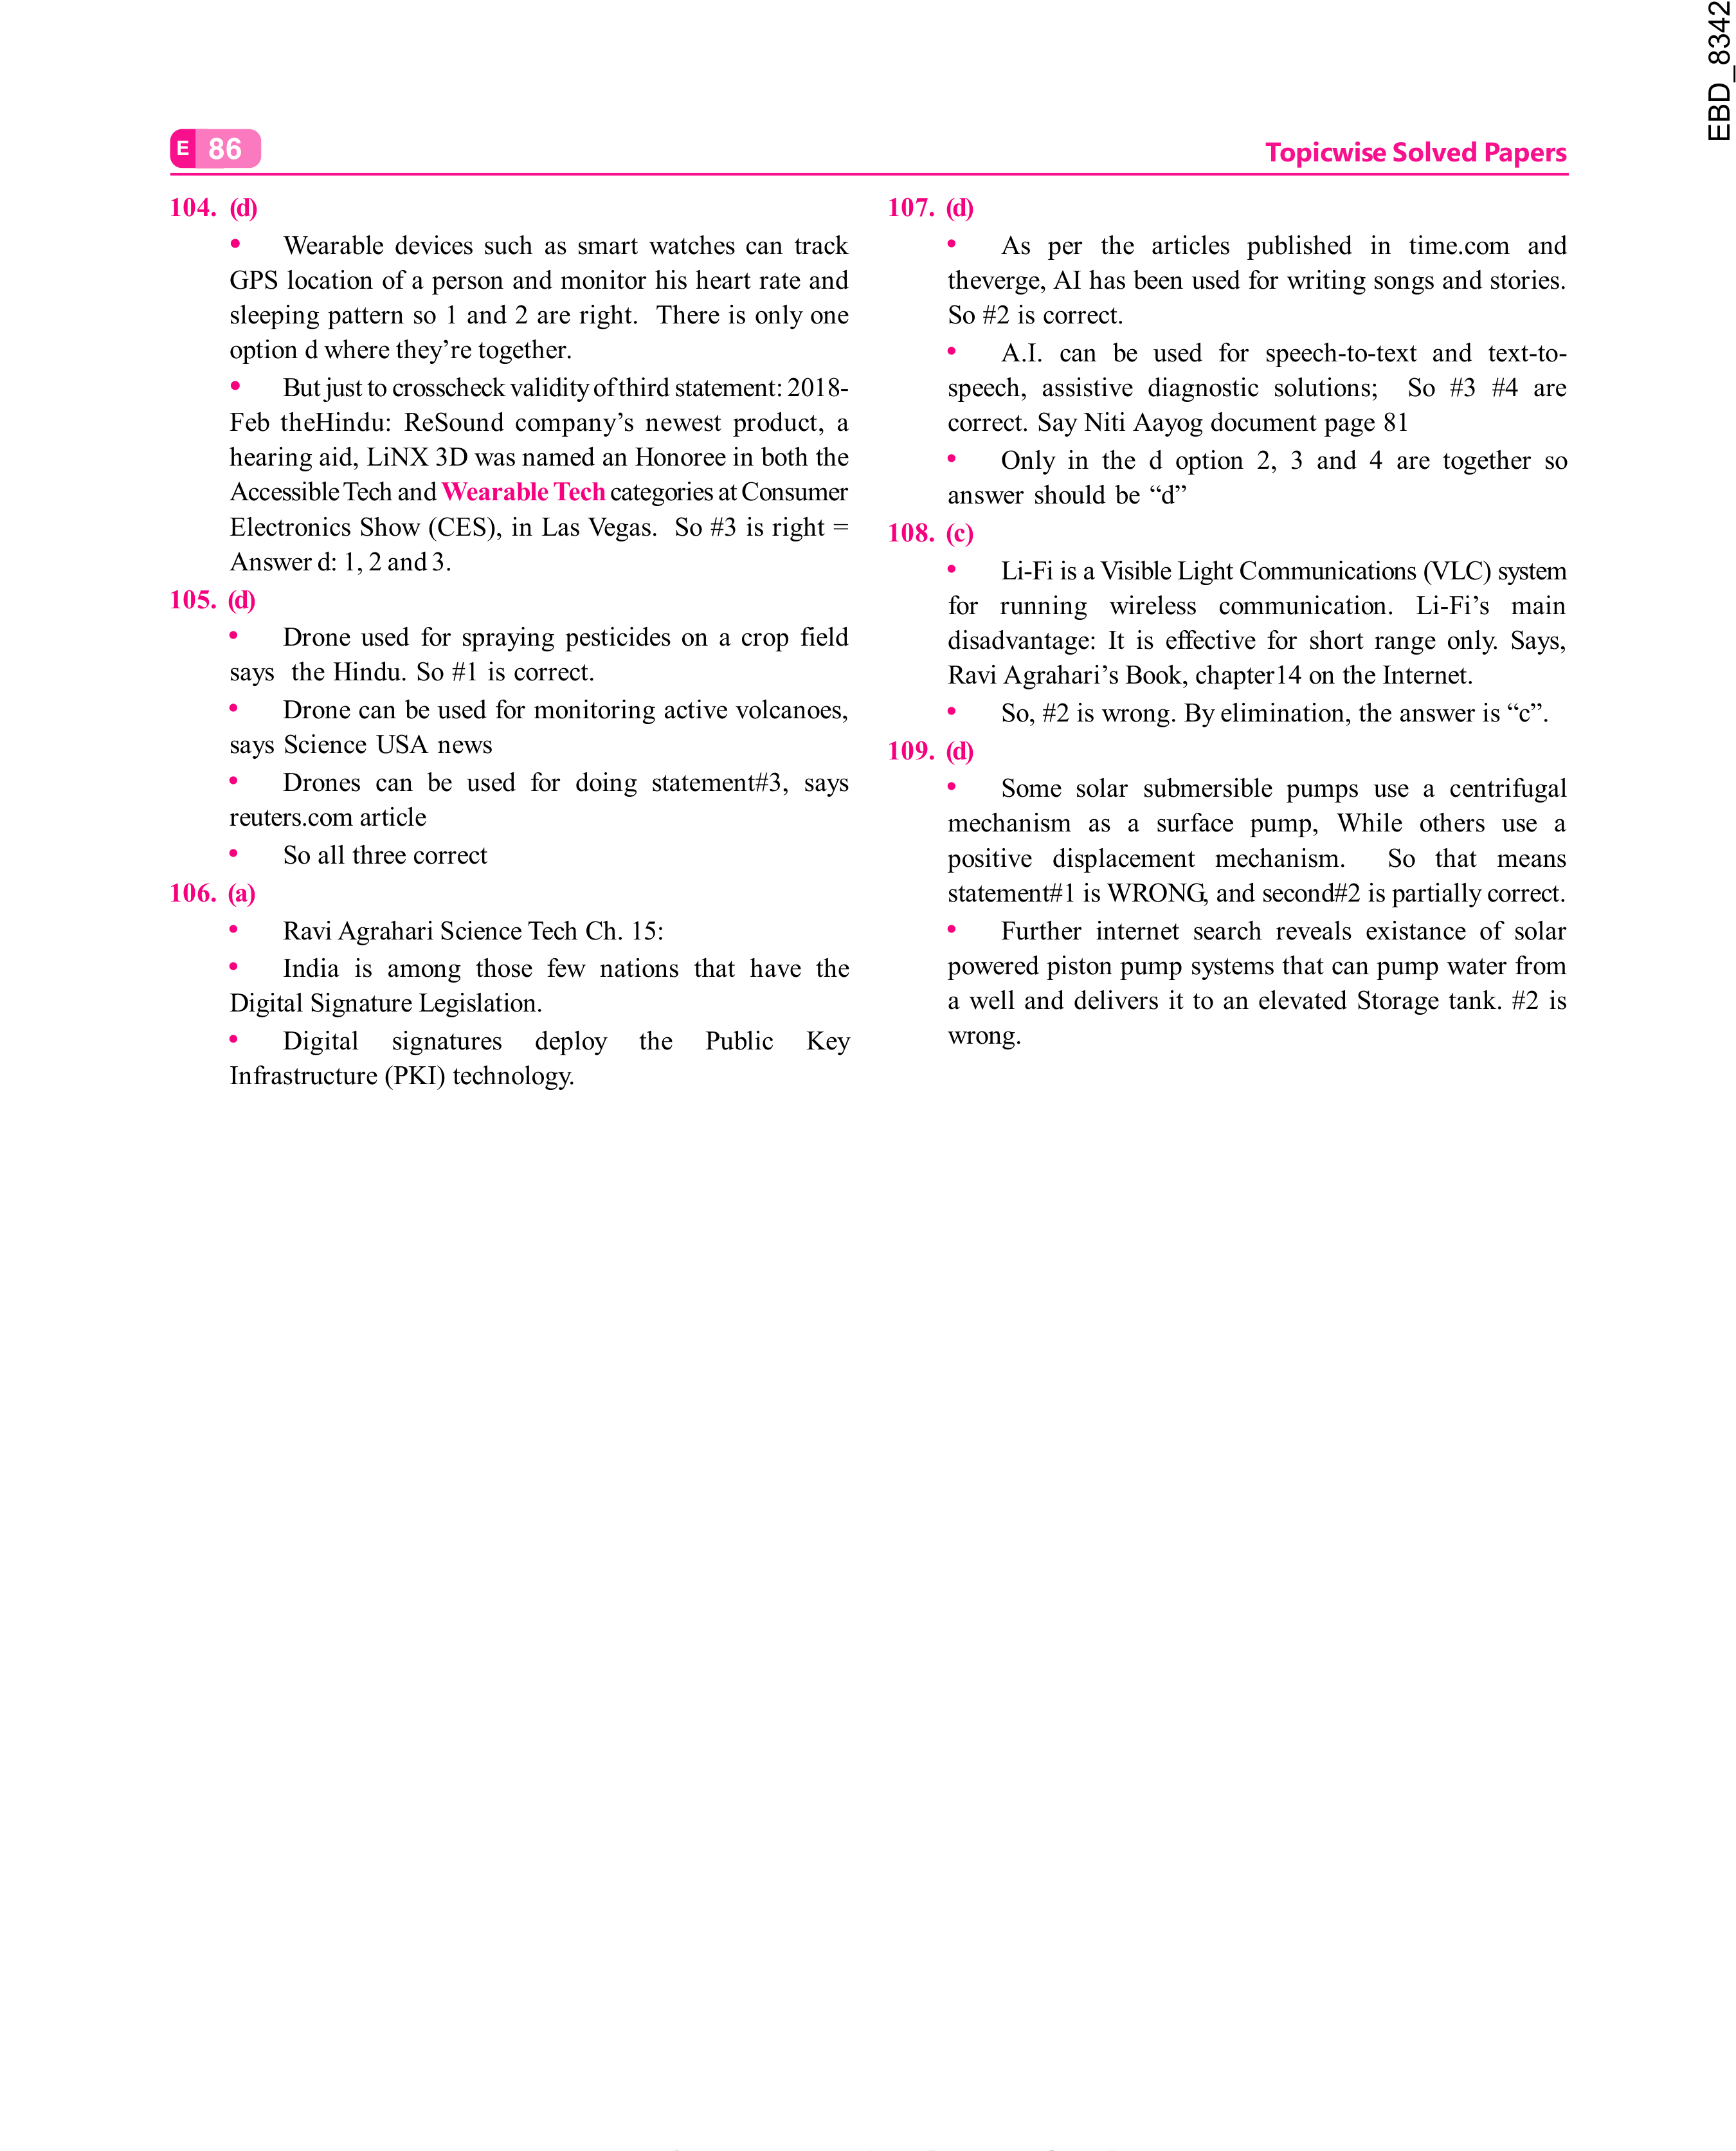 EBD_8342
E 86
Topicwise Solved Papers
104. (d)
• Wearable devices such as smart watches can track
GPS location of a person and monitor his heart rate and
sleeping pattern so 1 and 2 are right. There is only one
option d where they’re together.
• But just to crosscheck validity of third statement: 2018-
Feb theHindu: ReSound company’s newest product, a
hearing aid, LiNX 3D was named an Honoree in both the
Accessible Tech and Wearable Tech categories at Consumer
Electronics Show (CES), in Las Vegas. So #3 is right =
Answer d: 1, 2 and 3.
105. (d)
• Drone used for spraying pesticides on a crop field
says the Hindu. So #1 is correct.
• Drone can be used for monitoring active volcanoes,
says Science USA news
• Drones can be used for doing statement#3, says
reuters.com article
• So all three correct
106. (a)
• Ravi Agrahari Science Tech Ch. 15:
• India is among those few nations that have the
Digital Signature Legislation.
• Digital signatures deploy the Public Key
Infrastructure (PKI) technology.
107. (d)
• As per the articles published in time.com and
theverge, AI has been used for writing songs and stories.
So #2 is correct.
• A.I. can be used for speech-to-text and text-to-
speech, assistive diagnostic solutions; So #3 #4 are
correct. Say Niti Aayog document page 81
• Only in the d option 2, 3 and 4 are together so
answer should be “d”
108. (c)
• Li-Fi is a Visible Light Communications (VLC) system
for running wireless communication. Li-Fi’s main
disadvantage: It is effective for short range only. Says,
Ravi Agrahari’s Book, chapter14 on the Internet.
• So, #2 is wrong. By elimination, the answer is “c”.
109. (d)
• Some solar submersible pumps use a centrifugal
mechanism as a surface pump, While others use a
positive displacement mechanism. So that means
statement#1 is WRONG, and second#2 is partially correct.
• Further internet search reveals existance of solar
powered piston pump systems that can pump water from
a well and delivers it to an elevated Storage tank. #2 is
wrong.